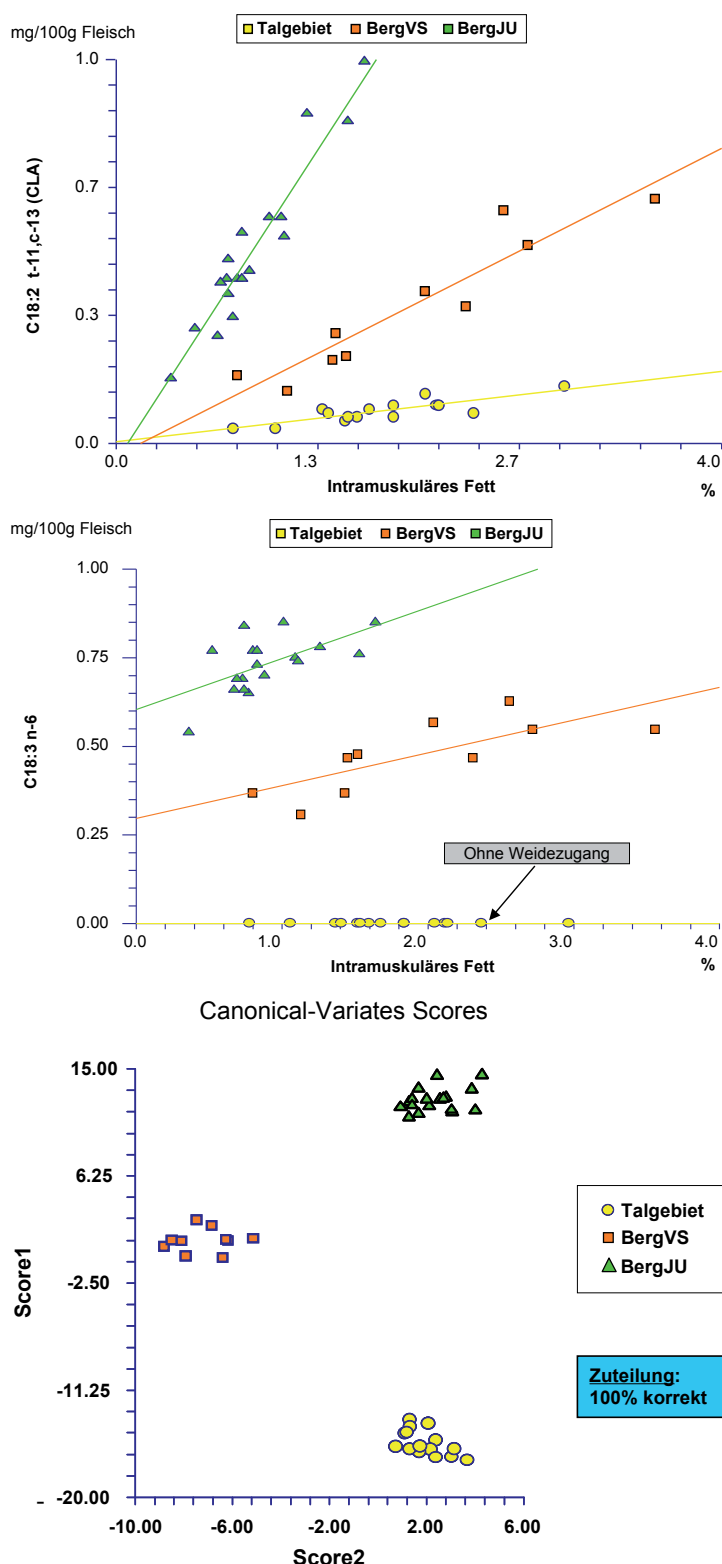 mg/100g Fleisch
Talgebiet BergVS BergJU
C18:2 t-11,c-13 (CLA)
1.0
0.7
0.3
0.0
0.0 1.3 2.7 4.0
Intramuskuläres Fett %
mg/100g Fleisch
Talgebiet BergVS BergJU
C18:3 n-6
1.00
0.75
0.50
0.25
0.00
Ohne Weidezugang
0.0 1.0 2.0 3.0 4.0
Intramuskuläres Fett %
Canonical-Variates Scores
Score1
15.00
6.25
-2.50
-11.25
-20.00
Talgebiet
BergVS
BergJU
Zuteilung:
100% korrekt
-10.00 -6.00 -2.00 2.00 6.00
Score2